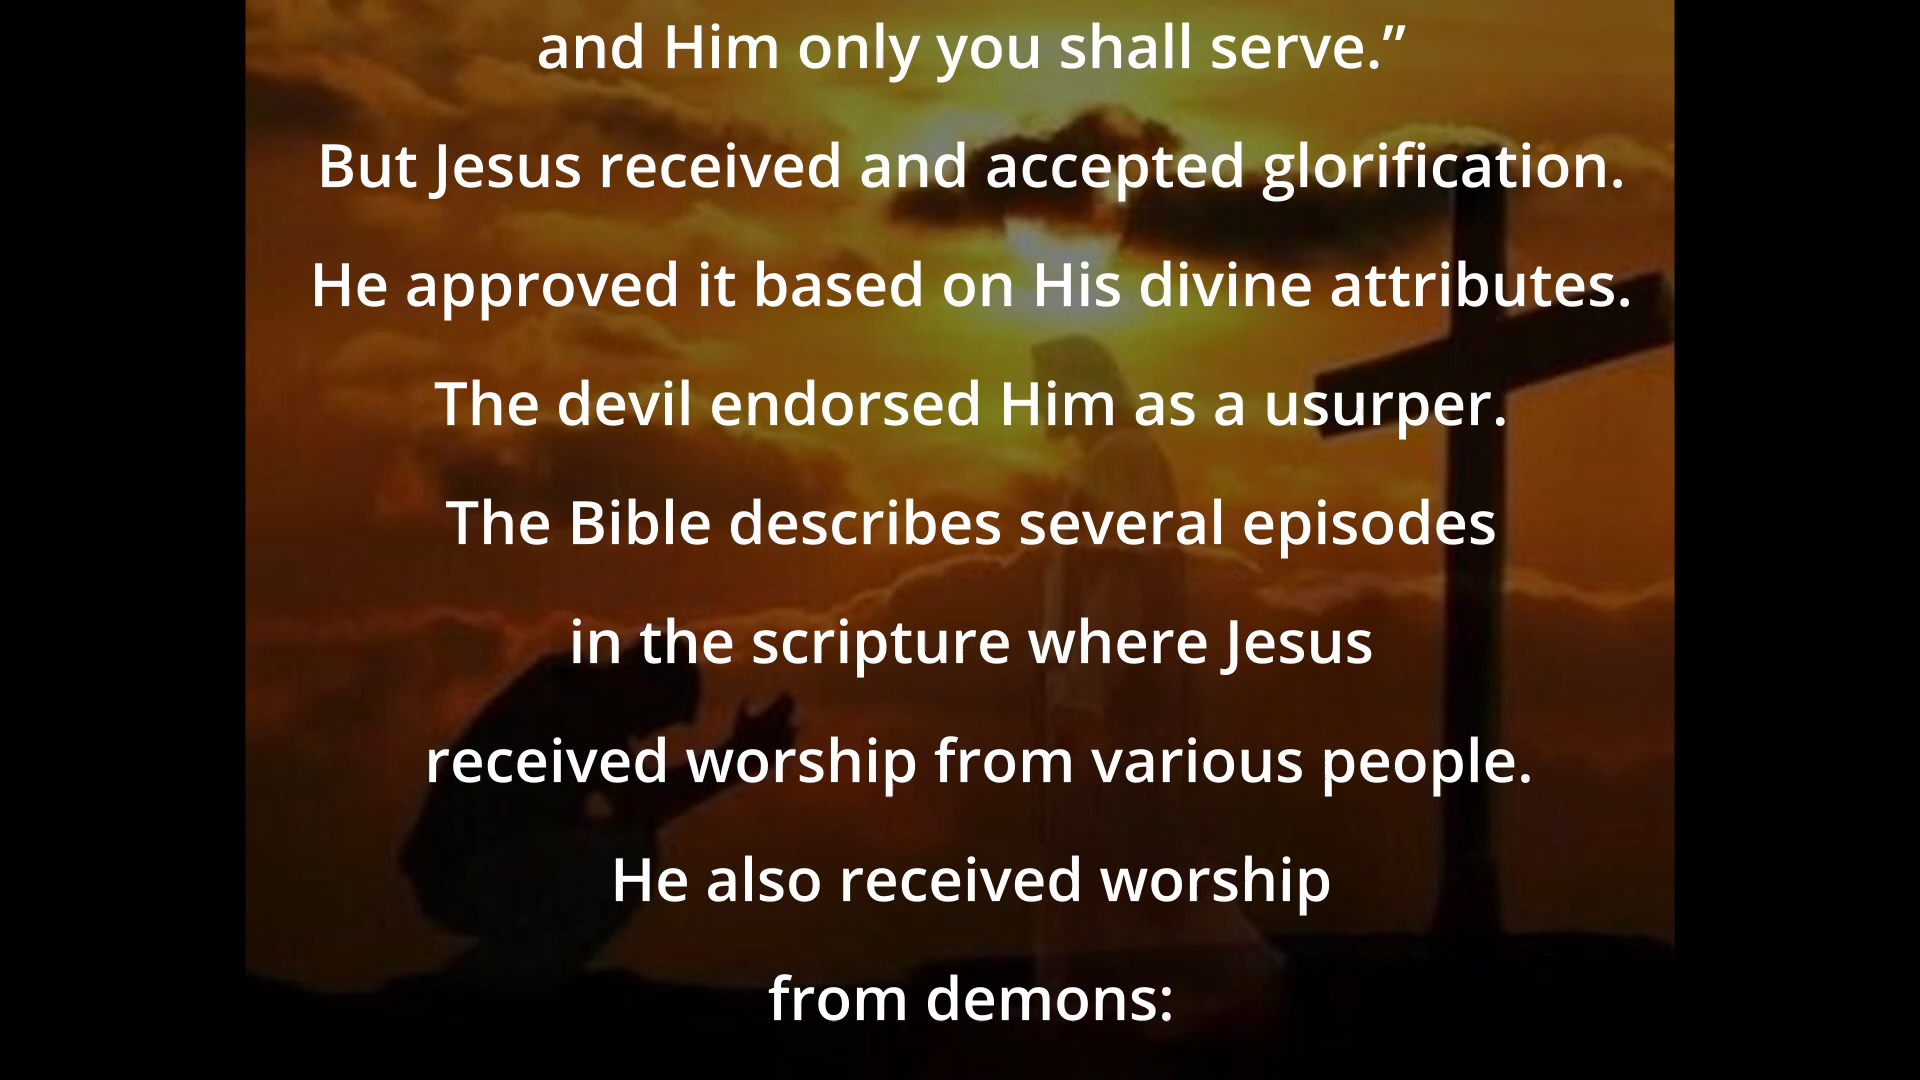 and Him only you shall serve.”
But Jesus received and accepted glorification.
He approved it based on His divine attributes.
The devil endorsed Him as a usurper.
The Bible describes several episodes
in the scripture where Jesus
received worship from various people.
He also received worship
from demons: